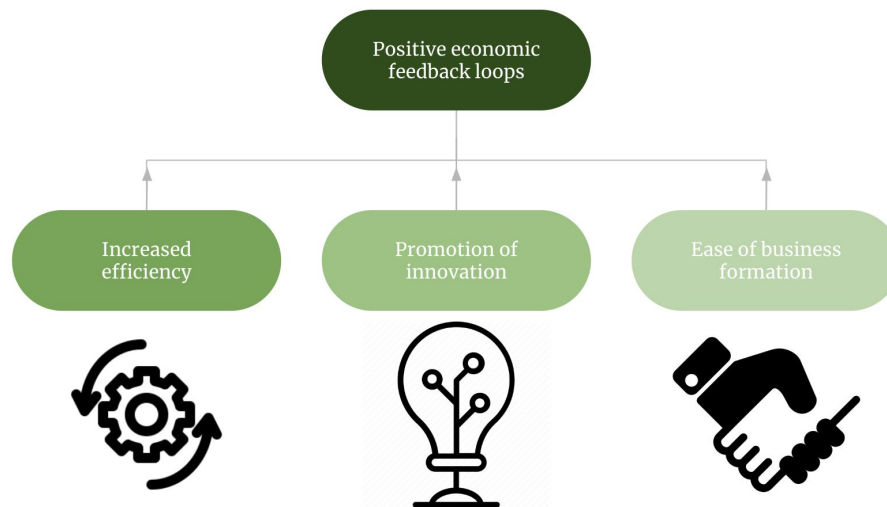 Positive economic
feedback loops
Increased
efficiency
Promotion of
innovation
Ease of business
formation